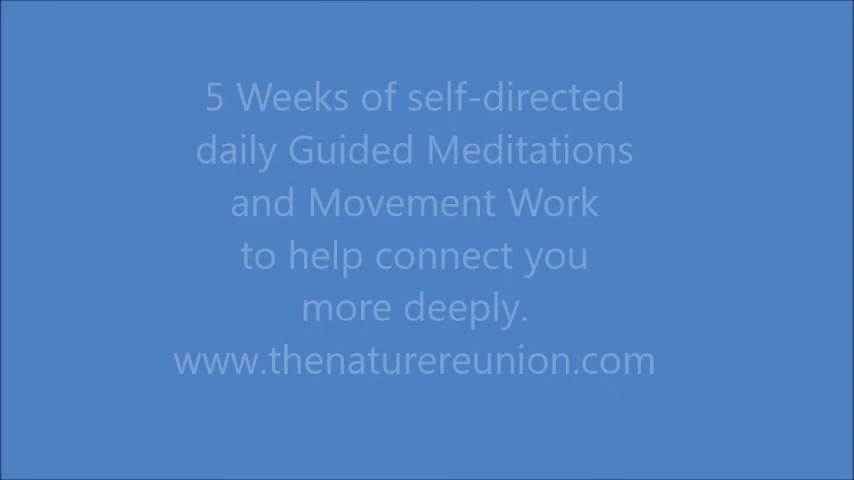 5 Weeks of self-directed
daily Guided Meditations
and Movement Work
to help connect you
more deeply.
www.thenaturereunion.com